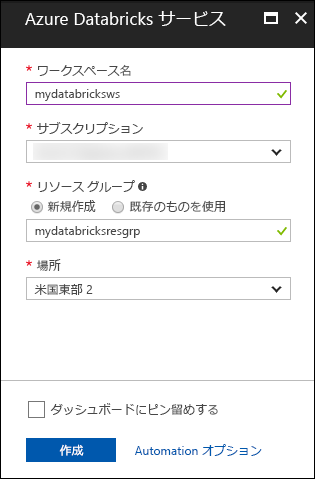 Azure Databricks サービス
* ワークスペース名
mydatabricksws
* サブスクリプション
* リソース グループ
新規作成 既存のものを使用
mydatabricksresgrp
* 場所
米国東部 2
ダッシュボードにピン留めする
作成 Automation オプション